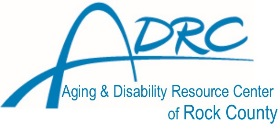 ADRC
Aging & Disability Resource Center
of Rock County